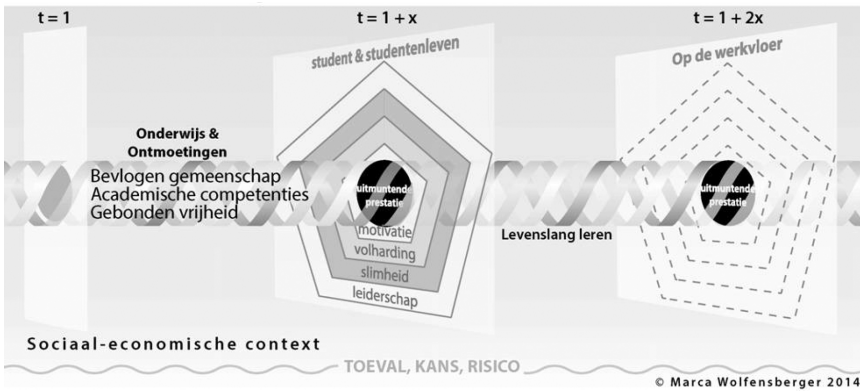 t = 1
t = 1 + x
t = 1 + 2x
student & studentenleven
Op de werkvloer
Onderwijs &
Ontmoetingen
Bevlogen gemeenschap
Academische competenties
Gebonden vrijheid
uitmuntende
prestatie
motivatie
volharding
slimheid
leiderschap
uitmuntende
prestatie
Levenslang leren
Sociaal-economische context
TOEVAL, KANS, RISICO
© Marca Wolfensberger 2014